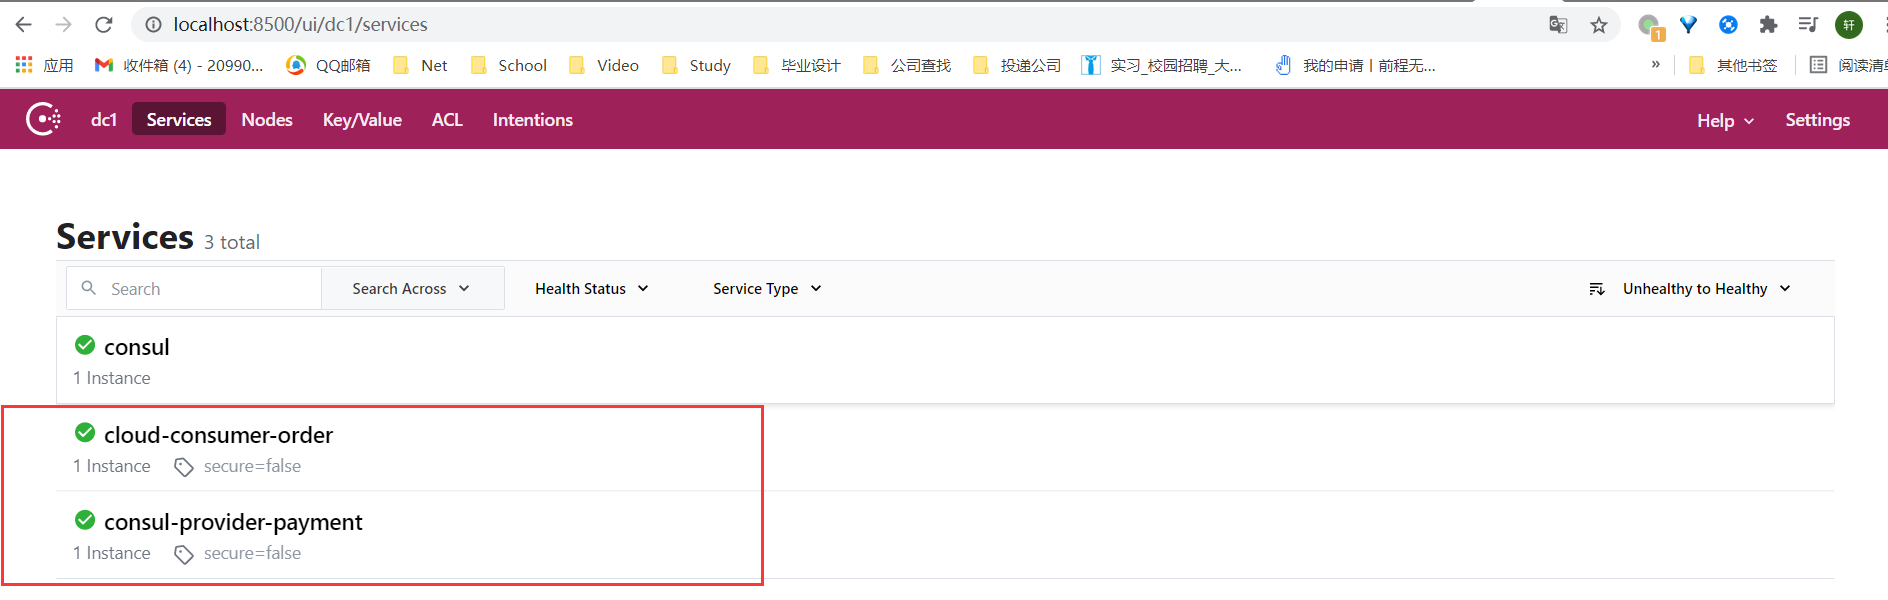 localhost:8500/ui/dc1/services
1
轩
应用 收件箱 (4) - 20990... QQ邮箱 Net School Video Study 毕业设计 公司查找 投递公司 实习_校园招聘_大... 我的申请丨前程无... » 其他书签 阅读清单
dc1 Services Nodes Key/Value ACL Intentions Help Settings
Services 3 total
Search Search Across Health Status Service Type Unhealthy to Healthy
consul
1 Instance
cloud-consumer-order
1 Instance secure=false
consul-provider-payment
1 Instance secure=false